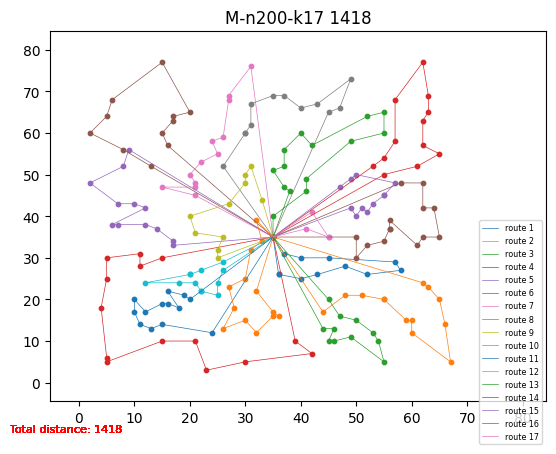 M-n200-k17 1418
80
70
60
50
40
30
20
10
0
0 10 20 30 40 50 60 70 80
route 1
route 2
route 3
route 4
route 5
route 6
route 7
route 8
route 9
route 10
route 11
route 12
route 13
route 14
route 15
route 16
route 17
Total distance: 1418